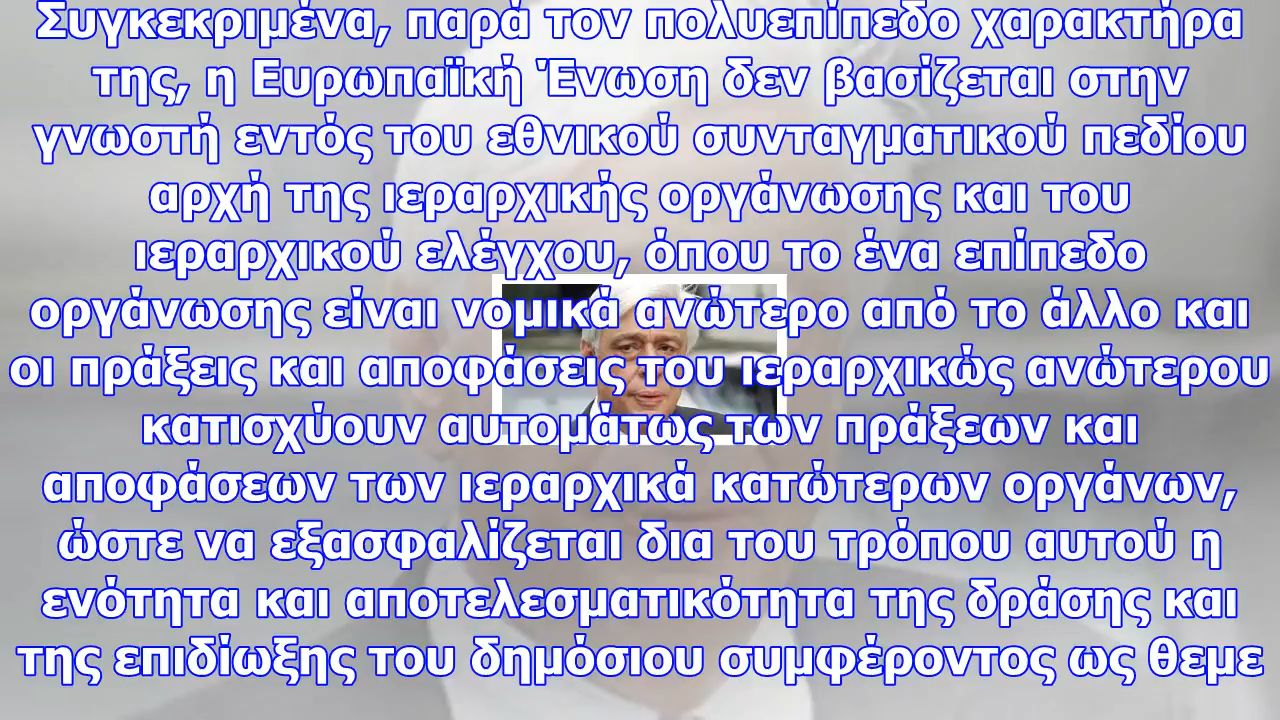 Συγκεκριμένα, παρά τον πολυεπίπεδο χαρακτήρα
της, η Ευρωπαϊκή Ένωση δεν βασίζεται στην
γνωστή εντός του εθνικού συνταγματικού πεδίου
αρχή της ιεραρχικής οργάνωσης και του
ιεραρχικού ελέγχου, όπου το ένα επίπεδο
οργάνωσης είναι νομικά ανώτερο από το άλλο και
οι πράξεις και αποφάσεις του ιεραρχικώς ανώτερου
κατισχύουν αυτομάτως των πράξεων και
αποφάσεων των ιεραρχικά κατώτερων οργάνων,
ώστε να εξασφαλίζεται δια του τρόπου αυτού η
ενότητα και αποτελεσματικότητα της δράσης και
της επιδίωξης του δημόσιου συμφέροντος ως θεμε